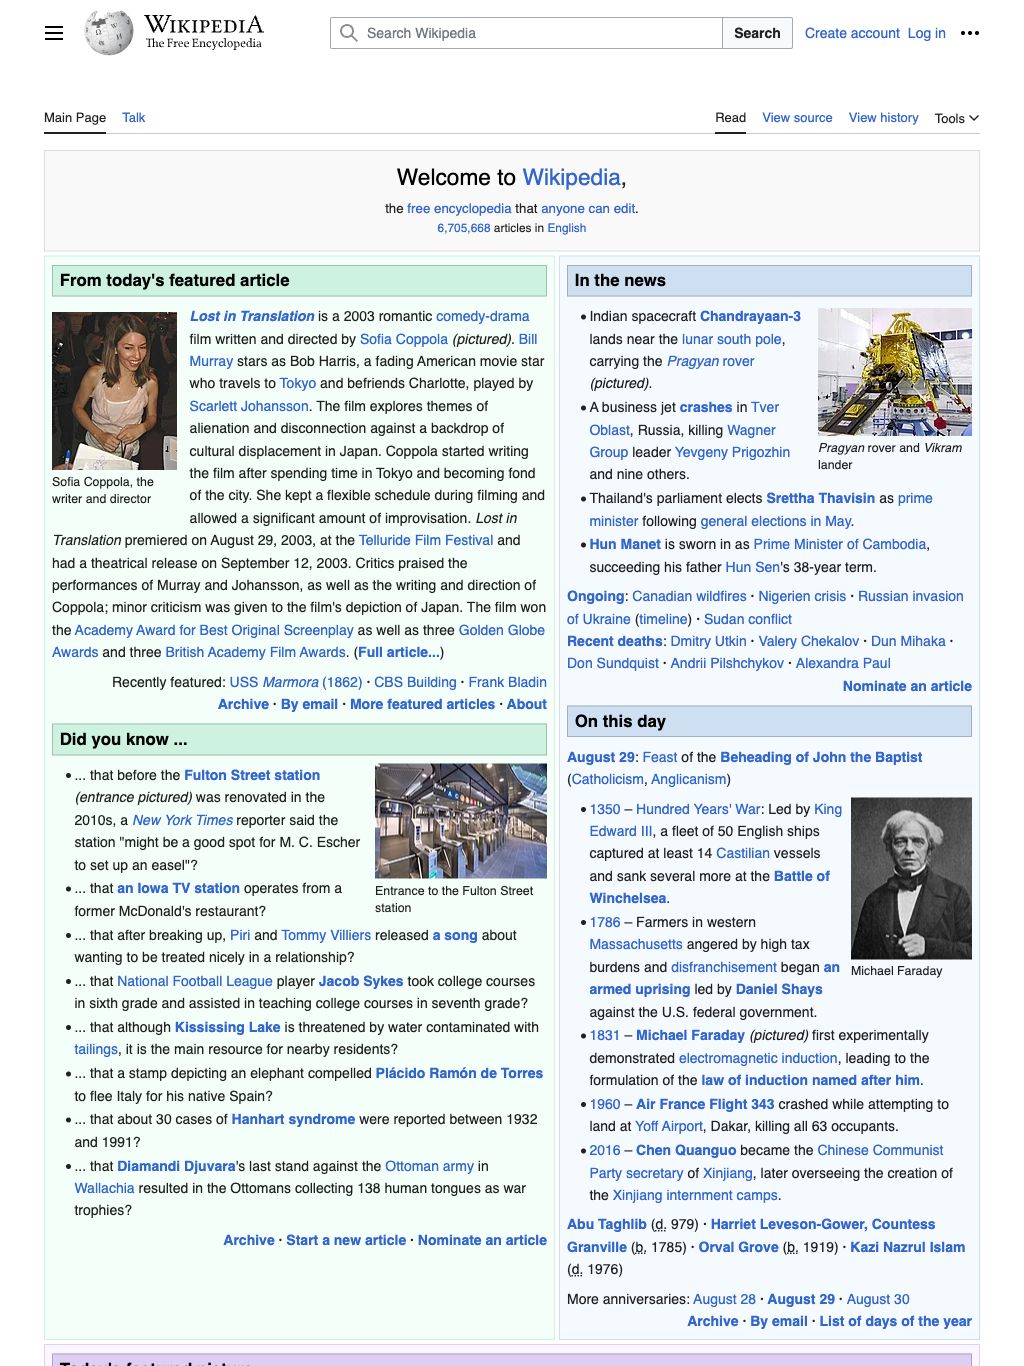 WIKIPEDIA
The Free Encyclopedia
Search Wikipedia
Search
Create account Log in
Main Page Talk
Read View source View history Tools
Welcome to Wikipedia,
the free encyclopedia that anyone can edit.
6,705,668 articles in English
From today's featured article
Sofia Coppola, the
writer and director
Lost in Translation is a 2003 romantic comedy-drama
film written and directed by Sofia Coppola (pictured). Bill
Murray stars as Bob Harris, a fading American movie star
who travels to Tokyo and befriends Charlotte, played by
Scarlett Johansson. The film explores themes of
alienation and disconnection against a backdrop of
cultural displacement in Japan. Coppola started writing
the film after spending time in Tokyo and becoming fond
of the city. She kept a flexible schedule during filming and
allowed a significant amount of improvisation. Lost in
Translation premiered on August 29, 2003, at the Telluride Film Festival and
had a theatrical release on September 12, 2003. Critics praised the
performances of Murray and Johansson, as well as the writing and direction of
Coppola; minor criticism was given to the film's depiction of Japan. The film won
the Academy Award for Best Original Screenplay as well as three Golden Globe
Awards and three British Academy Film Awards. (Full article...)
Recently featured: USS Marmora (1862) · CBS Building · Frank Bladin
Archive · By email · More featured articles · About
Did you know ...
Entrance to the Fulton Street
station
• ... that before the Fulton Street station
(entrance pictured) was renovated in the
2010s, a New York Times reporter said the
station "might be a good spot for M. C. Escher
to set up an easel"?
• ... that an Iowa TV station operates from a
former McDonald's restaurant?
• ... that after breaking up, Piri and Tommy Villiers released a song about
wanting to be treated nicely in a relationship?
• ... that National Football League player Jacob Sykes took college courses
in sixth grade and assisted in teaching college courses in seventh grade?
• ... that although Kississing Lake is threatened by water contaminated with
tailings, it is the main resource for nearby residents?
• ... that a stamp depicting an elephant compelled Plácido Ramón de Torres
to flee Italy for his native Spain?
• ... that about 30 cases of Hanhart syndrome were reported between 1932
and 1991?
• ... that Diamandi Djuvara's last stand against the Ottoman army in
Wallachia resulted in the Ottomans collecting 138 human tongues as war
trophies?
Archive · Start a new article · Nominate an article
In the news
Pragyan rover and Vikram
lander
• Indian spacecraft Chandrayaan-3
lands near the lunar south pole,
carrying the Pragyan rover
(pictured).
• A business jet crashes in Tver
Oblast, Russia, killing Wagner
Group leader Yevgeny Prigozhin
and nine others.
• Thailand's parliament elects Srettha Thavisin as prime
minister following general elections in May.
• Hun Manet is sworn in as Prime Minister of Cambodia,
succeeding his father Hun Sen's 38-year term.
Ongoing: Canadian wildfires · Nigerien crisis · Russian invasion
of Ukraine (timeline) · Sudan conflict
Recent deaths: Dmitry Utkin · Valery Chekalov · Dun Mihaka ·
Don Sundquist · Andrii Pilshchykov · Alexandra Paul
Nominate an article
On this day
August 29: Feast of the Beheading of John the Baptist
(Catholicism, Anglicanism)
Michael Faraday
• 1350 – Hundred Years' War: Led by King
Edward III, a fleet of 50 English ships
captured at least 14 Castilian vessels
and sank several more at the Battle of
Winchelsea.
• 1786 – Farmers in western
Massachusetts angered by high tax
burdens and disfranchisement began an
armed uprising led by Daniel Shays
against the U.S. federal government.
• 1831 – Michael Faraday (pictured) first experimentally
demonstrated electromagnetic induction, leading to the
formulation of the law of induction named after him.
• 1960 – Air France Flight 343 crashed while attempting to
land at Yoff Airport, Dakar, killing all 63 occupants.
• 2016 – Chen Quanguo became the Chinese Communist
Party secretary of Xinjiang, later overseeing the creation of
the Xinjiang internment camps.
Abu Taghlib (d. 979) · Harriet Leveson-Gower, Countess
Granville (b. 1785) · Orval Grove (b. 1919) · Kazi Nazrul Islam
(d. 1976)
More anniversaries: August 28 · August 29 · August 30
Archive · By email · List of days of the year